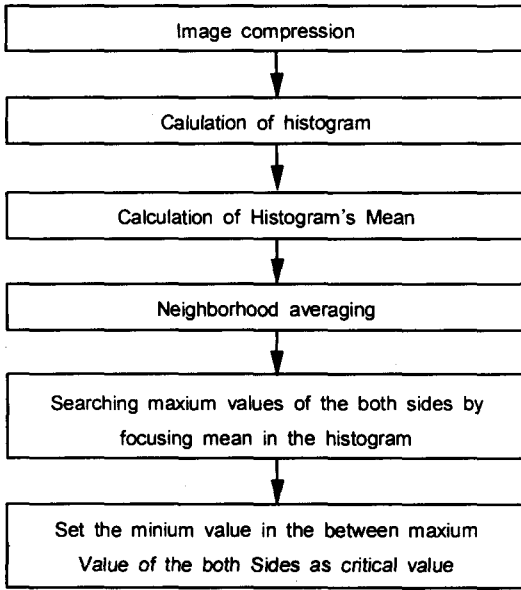 Image compression
Calulation of histogram
Calculation of Histogram's Mean
Neighborhood averaging
Searching maxium values of the both sides by
focusing mean in the histogram
Set the minium value in the between maxium
Value of the both Sides as critical value